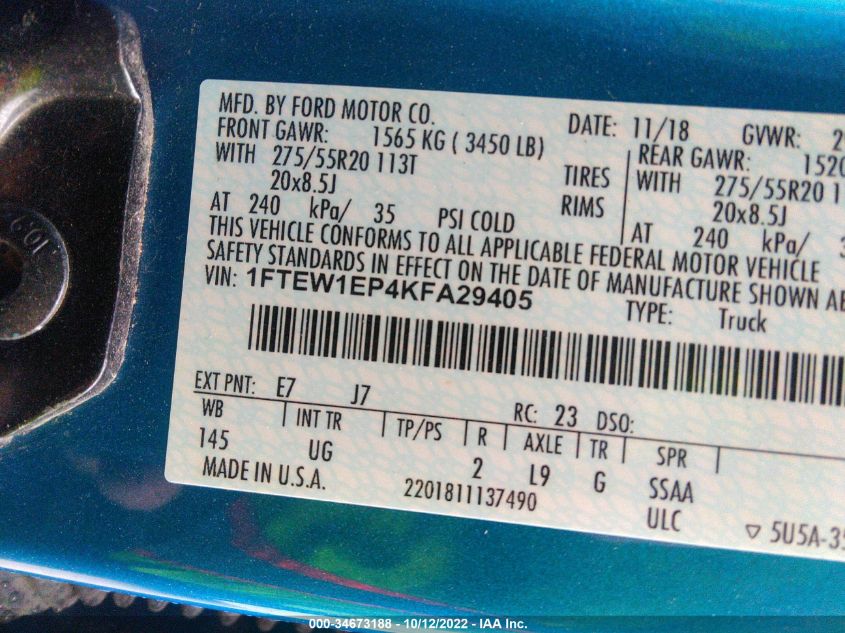 MFD. BY FORD MOTOR CO.
DATE: 11/18 GVWR:
FRONT GAWR: 1565 KG ( 3450 LB)
REAR GAWR: 1520
WITH 275/55R20 113T TIRES
WITH 275/55R20
20x8.5J RIMS
20x8.5J
AT 240 kPa/ 35 PSI COLD
AT 240 kPa/
THIS VEHICLE CONFORMS TO ALL APPLICABLE FEDERAL MOTOR VEHICLE
SAFETY STANDARDS IN EFFECT ON THE DATE OF MANUFACTURE SHOWN
VIN: 1FTEW1EP4KFA29405
TYPE: Truck
EXT PNT: E7 J7 RC: 23 DSO:
WB INT TR TP/PS R AXLE TR SPR
145 UG 2 L9 G SSAA
MADE IN U.S.A. 2201811137490 ULC
5U5A-35
109
000-34673188 - 10/12/2022 - IAA Inc.